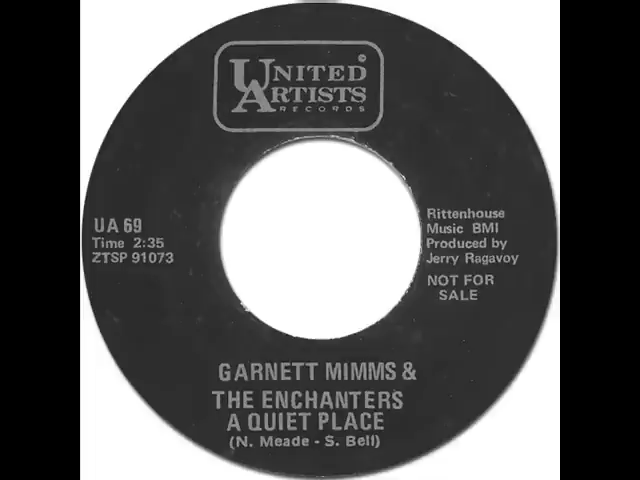 UNITED
ARTISTS
RECORDS
UA 69
Time 2:35
ZTSP 91073
Rittenhouse
Music BMI
Produced by
Jerry Ragavoy
NOT FOR
SALE
GARNETT MIMMS &
THE ENCHANTERS
A QUIET PLACE
(N. Meade - S. Bell)